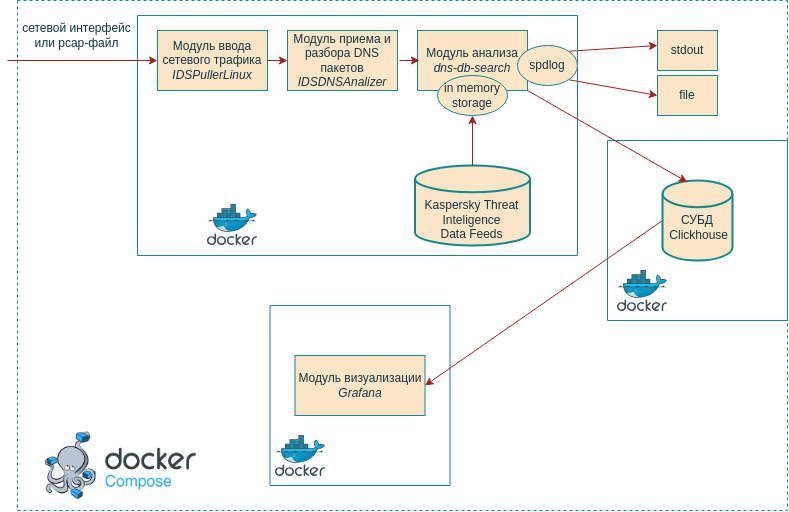 сетевой интерфейс
или pcap-файл
Модуль ввода
сетевого трафика
IDSPullerLinux
Модуль приема и
разбора DNS
пакетов
IDSDNSAnalizer
Модуль анализа
dns-db-search
spdlog
in memory
storage
stdout
file
Kaspersky Threat
Inteligence
Data Feeds
docker
СУБД
Clickhouse
docker
Модуль визуализации
Grafana
docker
docker
Compose